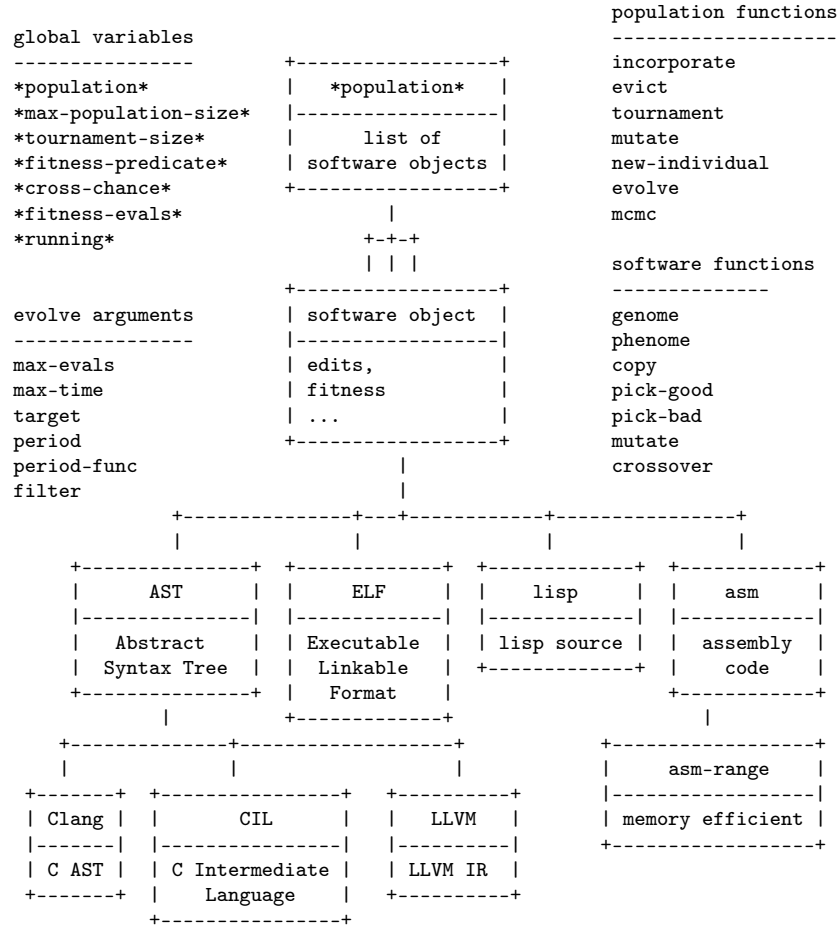 population functions
global variables                                    --------------------
----------------        +------------------+        incorporate
*population*            |   *population*   |        evict
*max-population-size*   |------------------|        tournament
*tournament-size*       |      list of     |        mutate
*fitness-predicate*     | software objects |        new-individual
*cross-chance*          +------------------+        evolve
*fitness-evals*                  |                  mcmc
*running*                      +-+-+
                               | | |                software functions
                        +------------------+        --------------
evolve arguments        | software object  |        genome
----------------        |------------------|        phenome
max-evals               | edits,           |        copy
max-time                | fitness          |        pick-good
target                  | ...              |        pick-bad
period                  +------------------+        mutate
period-func                       |                 crossover
filter                            |
              +---------------+---+------------+---------------+
              |               |                |               |
     +---------------+  +-------------+  +-------------+  +------------+
     |      AST      |  |     ELF     |  |    lisp     |  |    asm     |
     |---------------|  |-------------|  |-------------|  |------------|
     |   Abstract    |  | Executable  |  | lisp source |  |  assembly  |
     |  Syntax Tree  |  |  Linkable   |  +-------------+  |    code    |
     +---------------+  |   Format    |                   +------------+
             |          +-------------+                      |
    +--------------+-------------------+            +------------------+
    |              |                   |            |     asm-range    |
 +-------+  +----------------+   +----------+       |------------------|
 | Clang |  |       CIL      |   |   LLVM   |       | memory efficient |
 |-------|  |----------------|   |----------|       +------------------+
 | C AST |  | C Intermediate |   | LLVM IR  |
 +-------+  |    Language    |   +----------+
            +----------------+